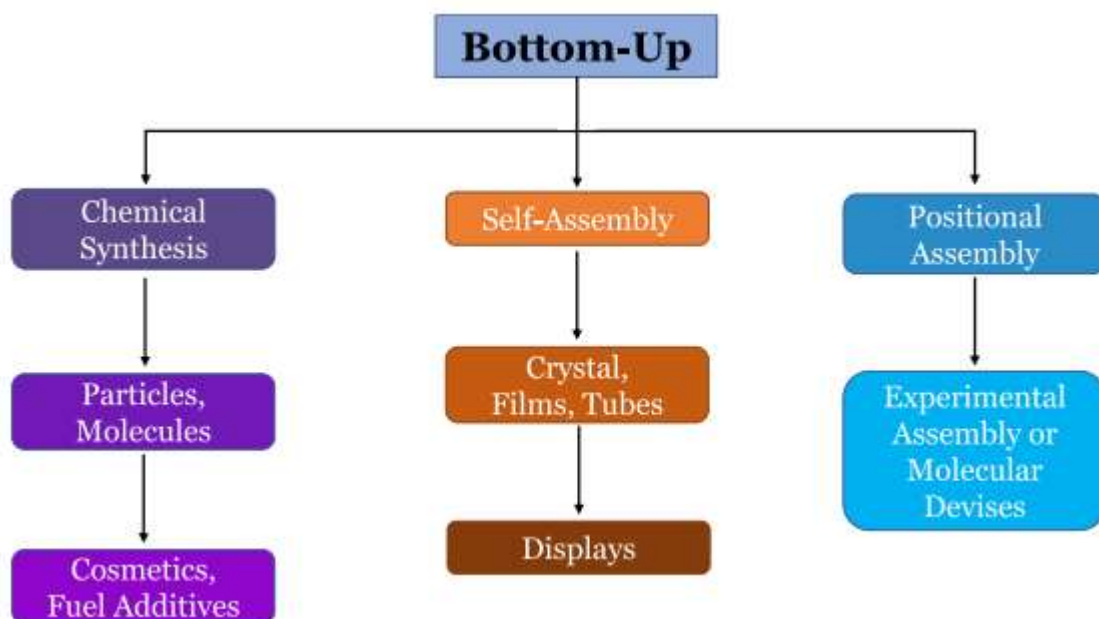 Bottom-Up
Chemical
Synthesis
Particles,
Molecules
Cosmetics,
Fuel Additives
Self-Assembly
Crystal,
Films, Tubes
Displays
Positional
Assembly
Experimental
Assembly or
Molecular
Devises